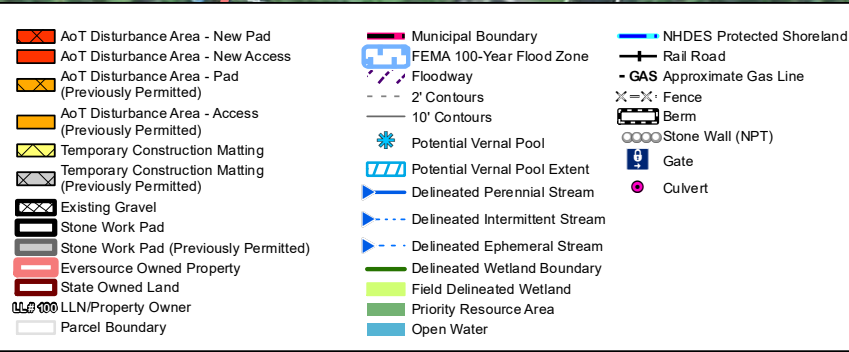 AoT Disturbance Area - New Pad
AoT Disturbance Area - New Access
AoT Disturbance Area - Pad
(Previously Permitted)
AoT Disturbance Area - Access
(Previously Permitted)
Temporary Construction Matting
Temporary Construction Matting
(Previously Permitted)
Existing Gravel
Stone Work Pad
Stone Work Pad (Previously Permitted)
Eversource Owned Property
State Owned Land
LL# 100 LLN/Property Owner
Parcel Boundary
Municipal Boundary
FEMA 100-Year Flood Zone
Floodway
2' Contours
10' Contours
Potential Vernal Pool
Potential Vernal Pool Extent
Delineated Perennial Stream
Delineated Intermittent Stream
Delineated Ephemeral Stream
Delineated Wetland Boundary
Field Delineated Wetland
Priority Resource Area
Open Water
NHDES Protected Shoreland
Rail Road
- GAS Approximate Gas Line
Fence
Berm
Stone Wall (NPT)
Gate
Culvert